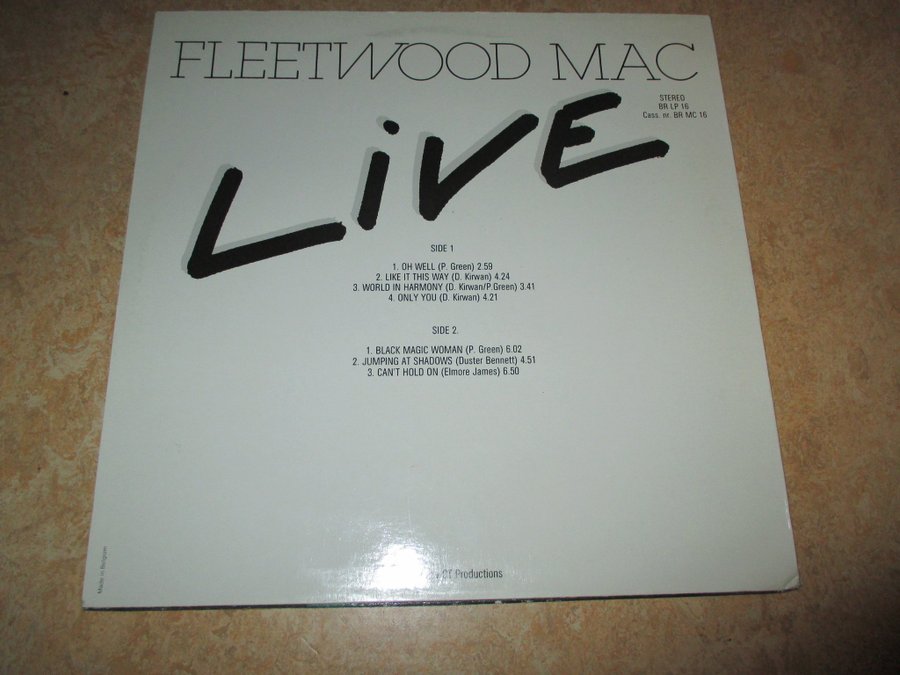 FLEETWOOD MAC
LiVE
STEREO
BR LP 16
Cass. nr. BR MC 16
SIDE 1
1. OH WELL (P. Green) 2.59
2. LIKE IT THIS WAY (D. Kirwan) 4.24
3. WORLD IN HARMONY (D. Kirwan/P.Green) 3.41
4. ONLY YOU (D. Kirwan) 4.21
SIDE 2.
1. BLACK MAGIC WOMAN (P. Green) 6.02
2. JUMPING AT SHADOWS (Duster Bennett) 4.51
3. CAN'T HOLD ON (Elmore James) 6.50
Productions
Made in Belgium